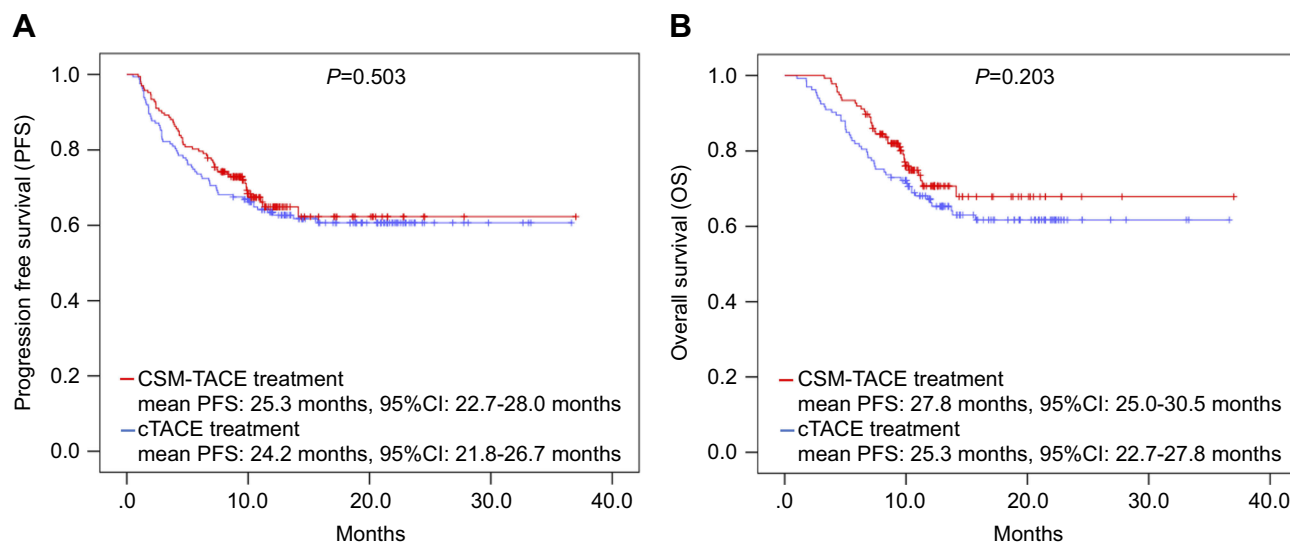 A
P=0.503
Progression free survival (PFS)
1.0
0.8
0.6
0.4
0.2
0.0
CSM-TACE treatment
mean PFS: 25.3 months, 95%CI: 22.7-28.0 months
cTACE treatment
mean PFS: 24.2 months, 95%CI: 21.8-26.7 months
.0 10.0 20.0 30.0 40.0
Months
B
P=0.203
Overall survival (OS)
1.0
0.8
0.6
0.4
0.2
0.0
CSM-TACE treatment
mean PFS: 27.8 months, 95%CI: 25.0-30.5 months
cTACE treatment
mean PFS: 25.3 months, 95%CI: 22.7-27.8 months
.0 10.0 20.0 30.0 40.0
Months